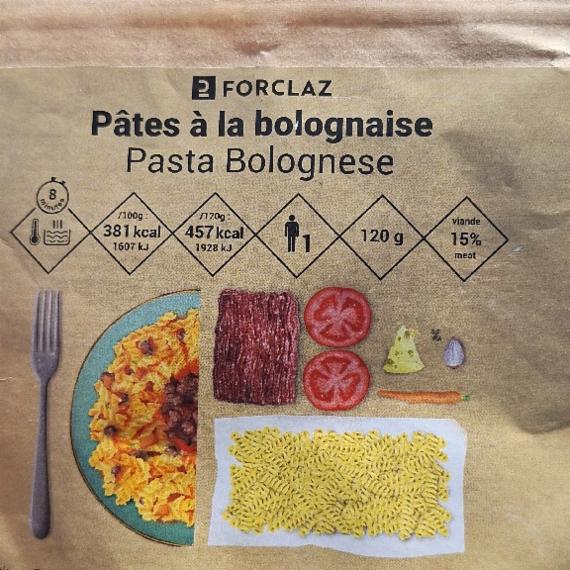 FORCLAZ
Pâtes à la bolognaise
Pasta Bolognese
8
minutes
/100g :
381 kcal
1607 kJ
/120g :
457 kcal
1928 kJ
1
120 g
viande
15%
meat